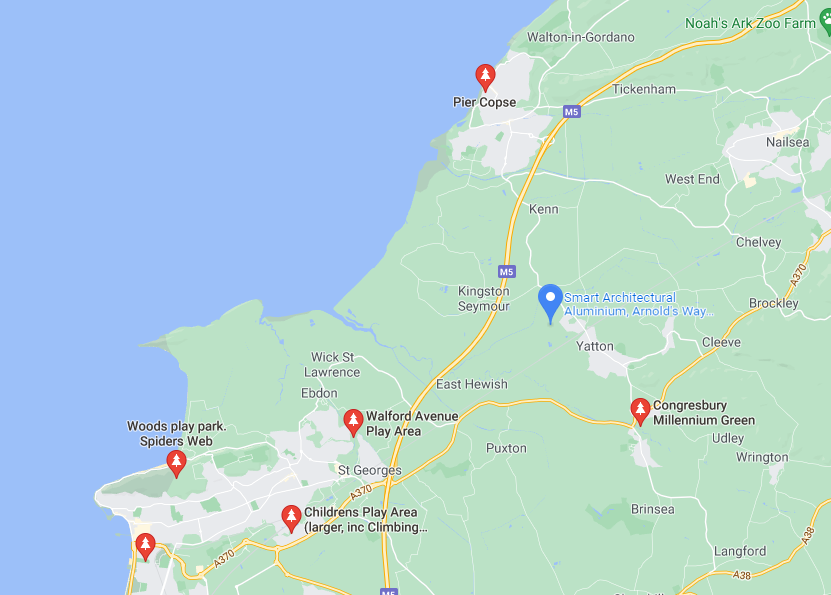 Noah's Ark Zoo Farm
Walton-in-Gordano
Pier Copse
Tickenham
M5
Nailsea
West End
Kenn
Chelvey
A370
M5
Kingston
Seymour
Smart Architectural
Aluminium, Arnold's Way...
Brockley
Yatton
Cleeve
Wick St
Lawrence
East Hewish
Ebdon
Walford Avenue
Play Area
Congresbury
Millennium Green
Woods play park.
Spiders Web
Udley
Puxton
Wrington
St Georges
A370
Childrens Play Area
(larger, inc Climbing...
Brinsea
A370
Langford
A38
A38
M5